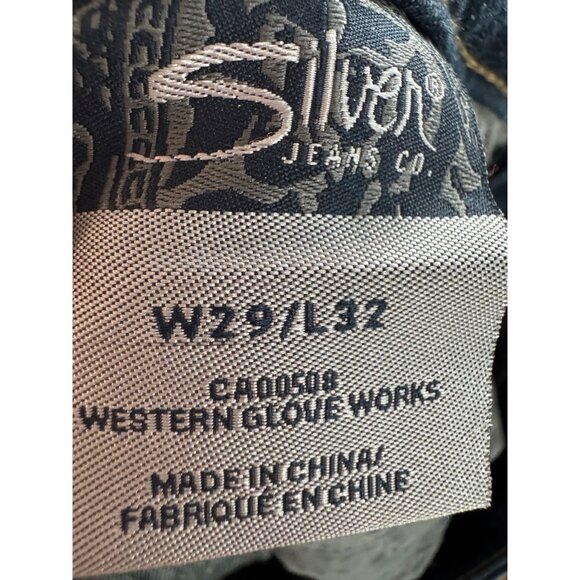 Silver®
JEANS CO.
W29/L32
CA00508
WESTERN GLOVE WORKS
MADE IN CHINA/
FABRIQUÉ EN CHINE